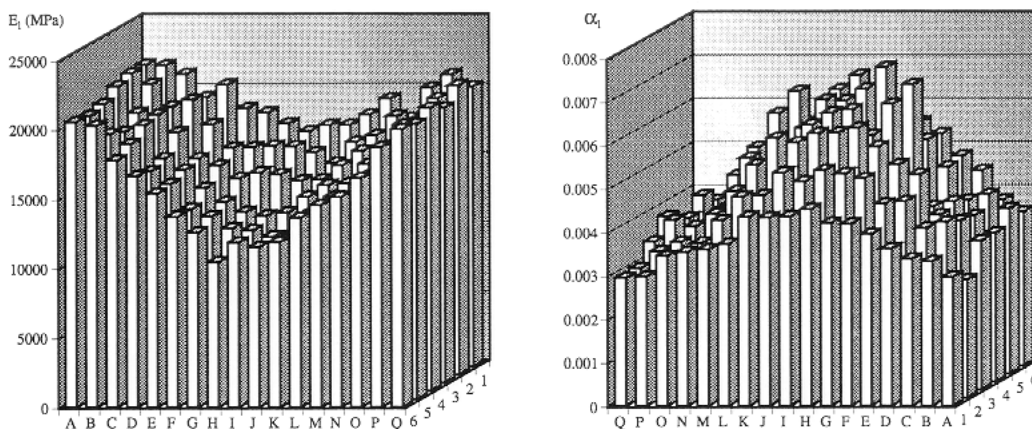 E₁ (MPa)
25000
20000
15000
10000
5000
0
A B C D E F G H I J K L M N O P Q
6 5 4 3 2 1
α₁
0.008
0.007
0.006
0.005
0.004
0.003
0.002
0.001
0
Q P O N M L K J I H G F E D C B A
1 2 3 4 5 6